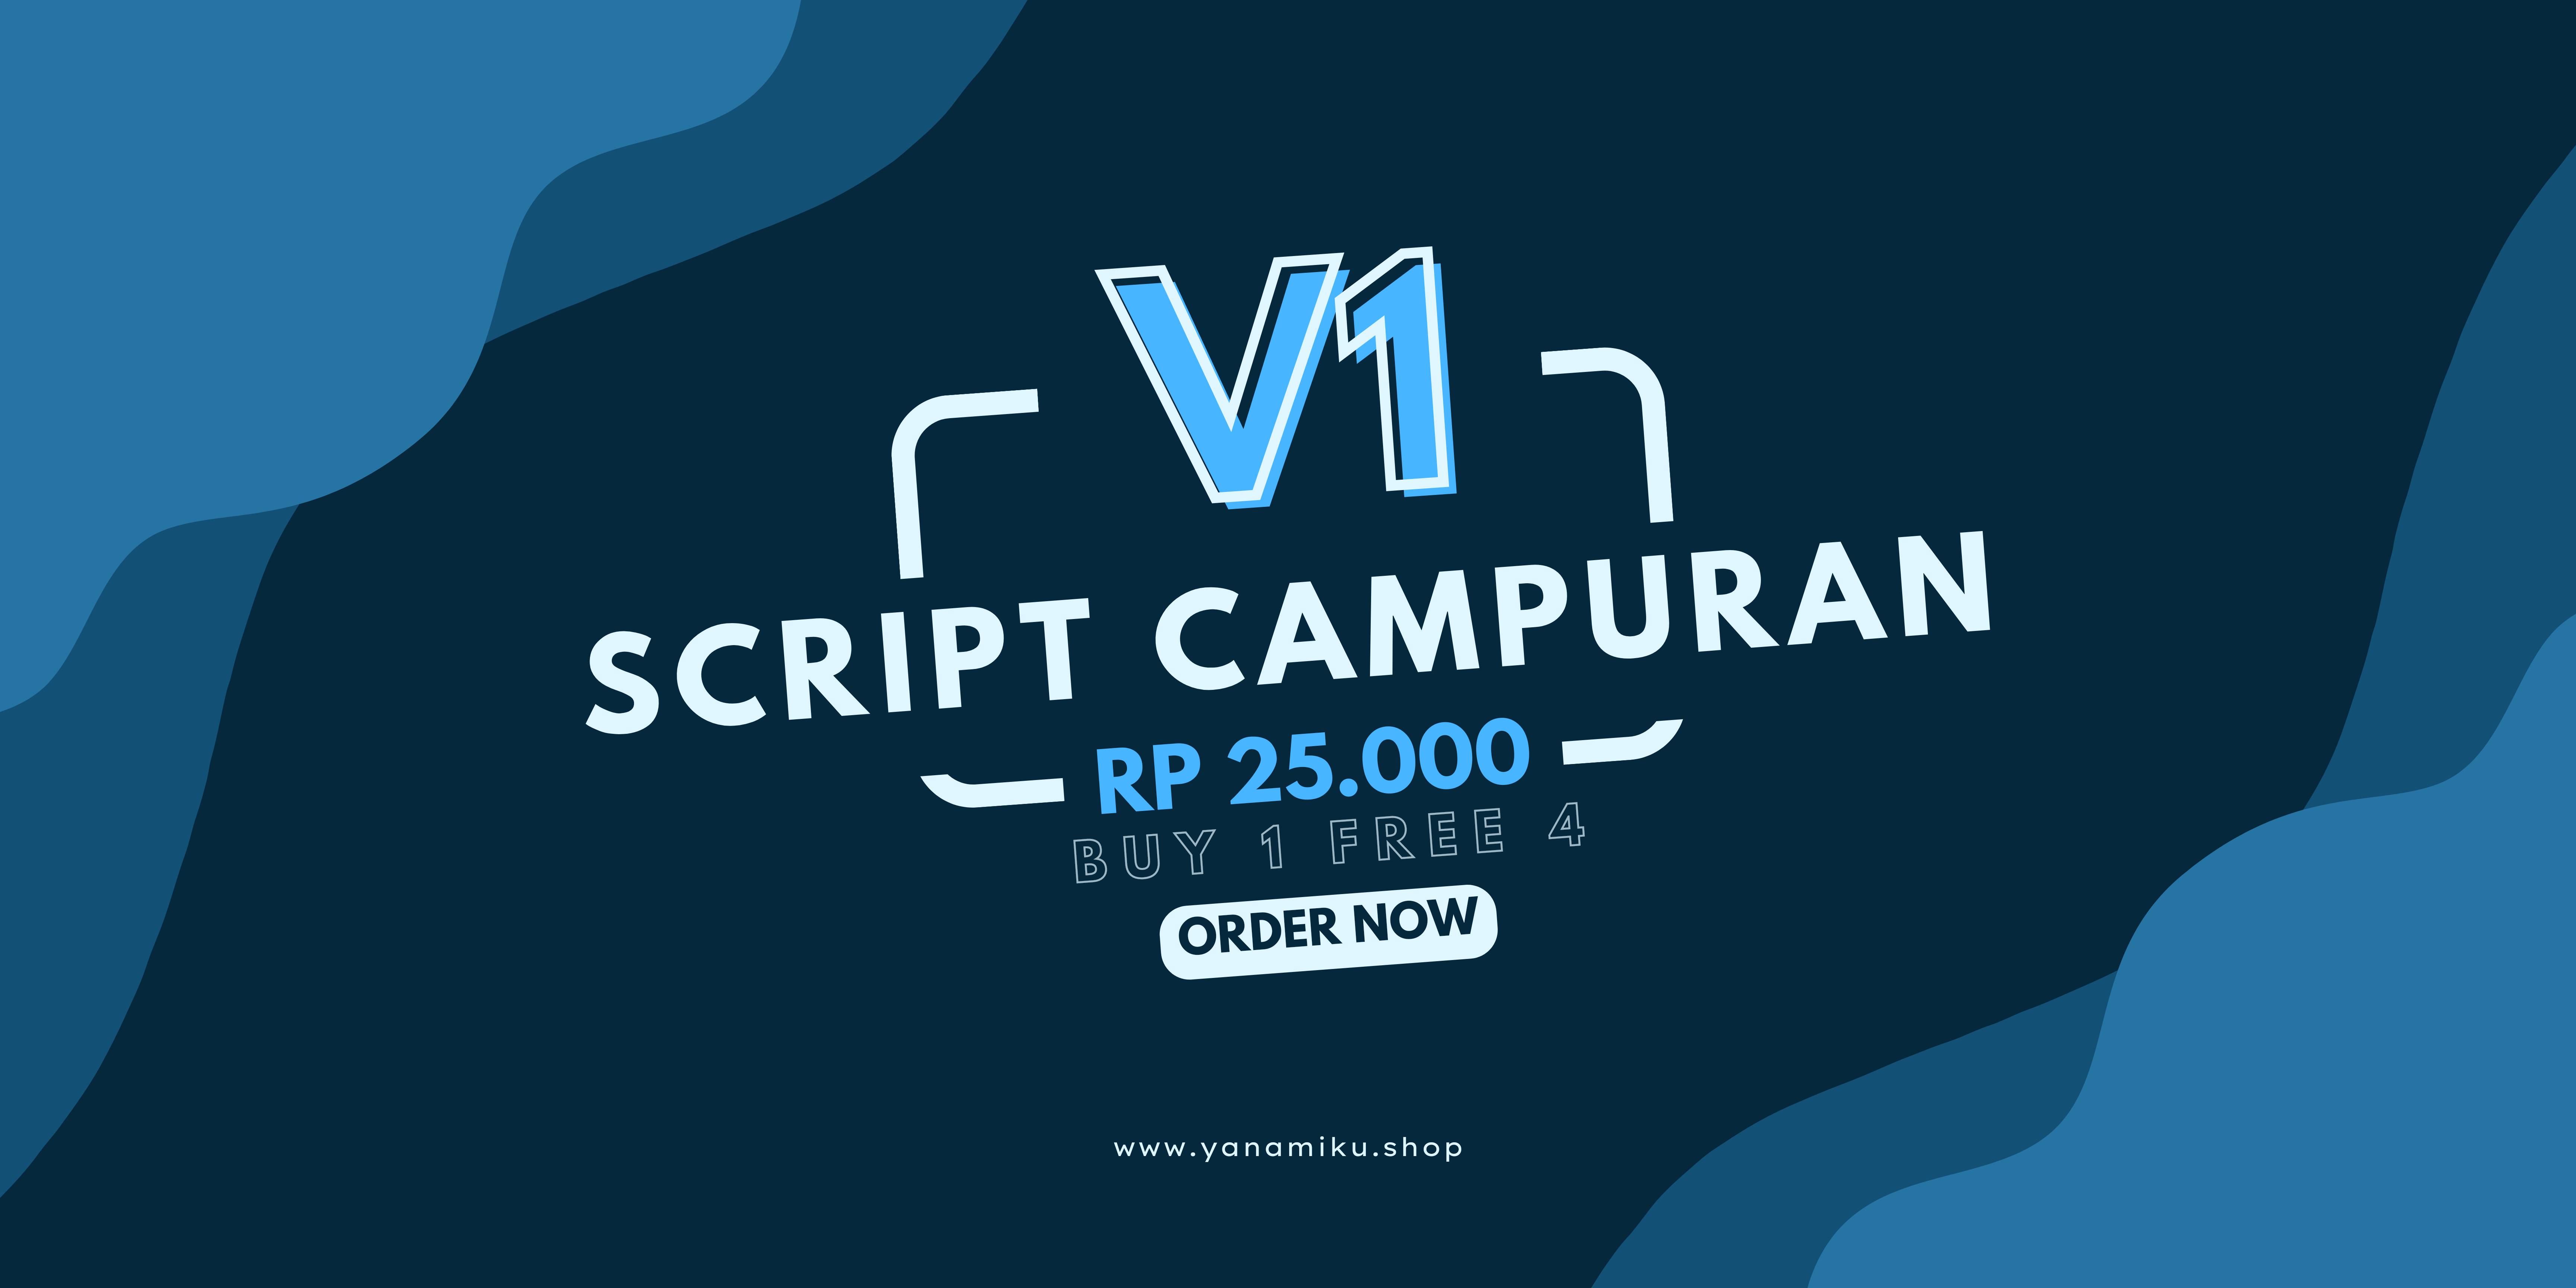 V1
SCRIPT CAMPURAN
RP 25.000
BUY 1 FREE 4
ORDER NOW
www.yanamiku.shop